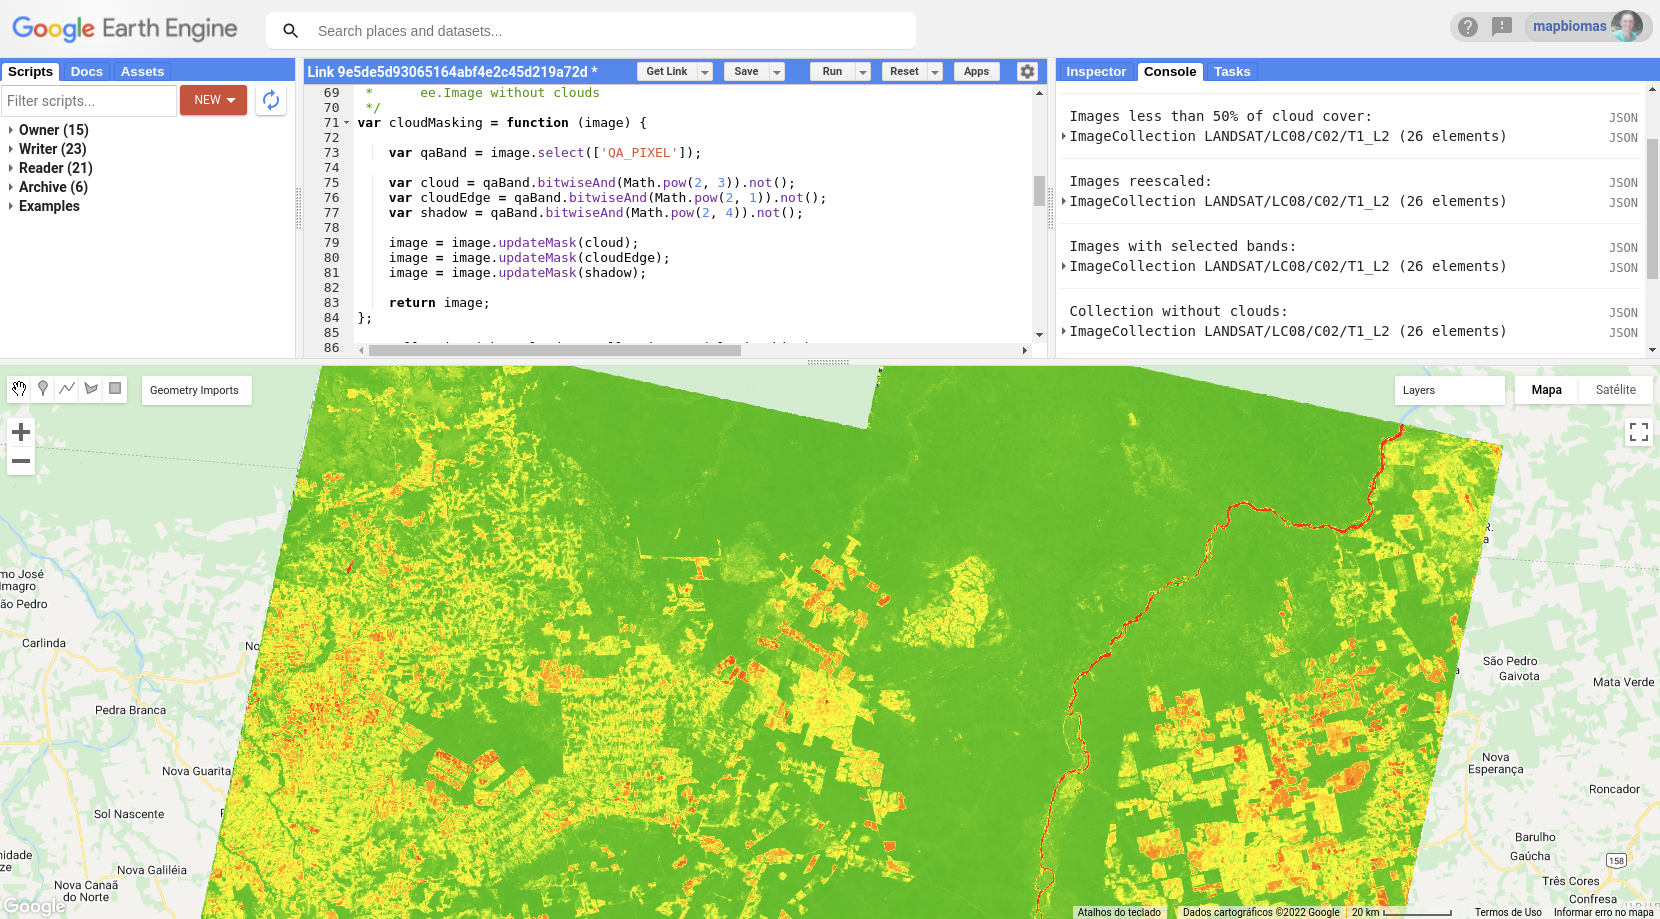 Google Earth Engine
Search places and datasets...
mapbiomas
Scripts Docs Assets
Filter scripts...
NEW
Owner (15)
Writer (23)
Reader (21)
Archive (6)
Examples
Link 9e5de5d93065164abf4e2c45d219a72d *
Get Link Save Run Reset Apps
69 * ee.Image without clouds
70 */
71 var cloudMasking = function (image) {
72
73 var qaBand = image.select(['QA_PIXEL']);
74
75 var cloud = qaBand.bitwiseAnd(Math.pow(2, 3)).not();
76 var cloudEdge = qaBand.bitwiseAnd(Math.pow(2, 1)).not();
77 var shadow = qaBand.bitwiseAnd(Math.pow(2, 4)).not();
78
79 image = image.updateMask(cloud);
80 image = image.updateMask(cloudEdge);
81 image = image.updateMask(shadow);
82
83 return image;
84 };
85
86
Inspector Console Tasks
Images less than 50% of cloud cover: JSON
ImageCollection LANDSAT/LC08/C02/T1_L2 (26 elements) JSON
Images reescaled: JSON
ImageCollection LANDSAT/LC08/C02/T1_L2 (26 elements) JSON
Images with selected bands: JSON
ImageCollection LANDSAT/LC08/C02/T1_L2 (26 elements) JSON
Collection without clouds: JSON
ImageCollection LANDSAT/LC08/C02/T1_L2 (26 elements) JSON
Geometry Imports
Layers
Mapa Satélite
R.
a
mo José
lmagro
ão Pedro
Carlinda
No
São Pedro
Gaivota
a
Mata Verde
Pedra Branca
Nova Guarita
Nova
Esperança
Roncador
Sol Nascente
F
Barulho
Gaúcha
nidade
ze
Nova Galiléia
158
Nova Canaã
do Norte
Três Cores
Confresa
Google
Atalhos do teclado
Dados cartográficos ©2022 Google
20 km
Termos de Uso
Informar erro no mapa